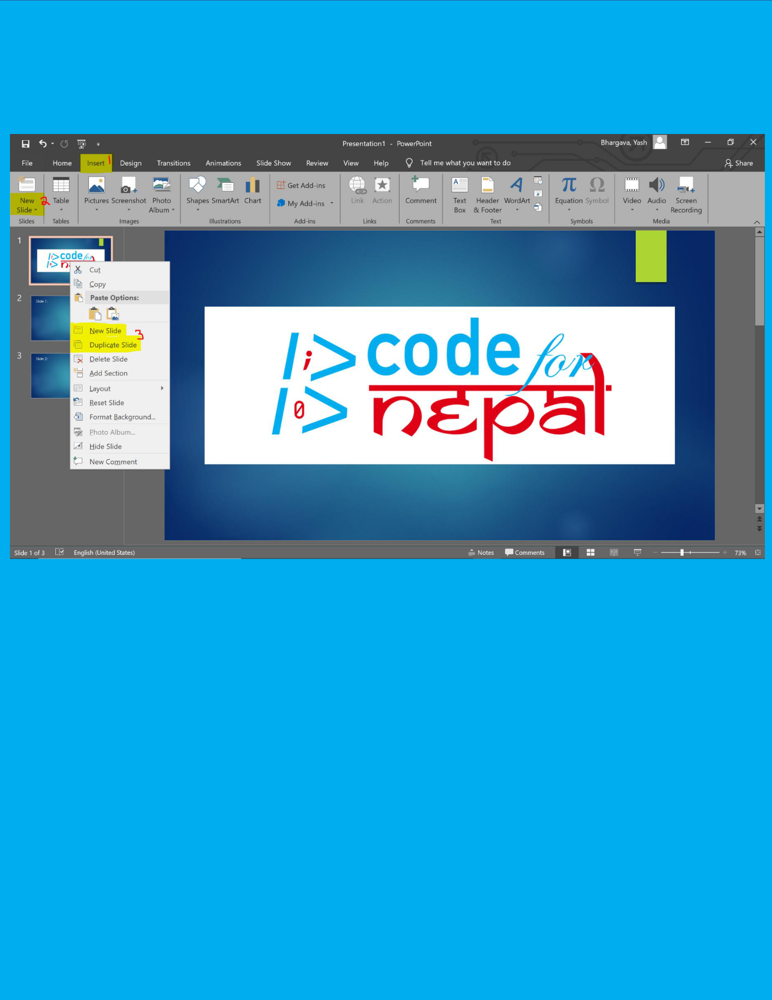 Presentation1 - PowerPoint
Bhargava, Yash
File Home Insert 1 Design Transitions Animations Slide Show Review View Help Tell me what you want to do Share
New Slide 2 Table Pictures Screenshot Photo Album Shapes SmartArt Chart Get Add-ins My Add-ins Link Action Comment Text Box Header & Footer WordArt Equation Symbol Video Audio Screen Recording
Slides Tables Images Illustrations Add-ins Links Comments Text Symbols Media
1
code for
2
Slide 1:
3
Slide 2:
Cut
Copy
Paste Options:
New Slide 3
Duplicate Slide
Delete Slide
Add Section
Layout
Reset Slide
Format Background...
Photo Album...
Hide Slide
New Comment
code for
nepal
Slide 1 of 3 English (United States) Notes Comments 73%